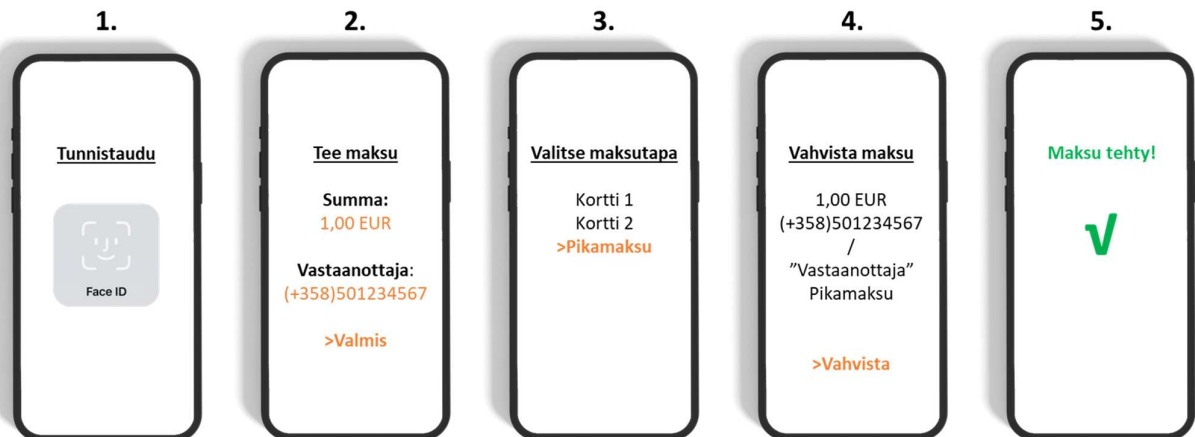 1.
Tunnistaudu
Face ID
2.
Tee maksu
Summa:
1,00 EUR
Vastaanottaja:
(+358)501234567
>Valmis
3.
Valitse maksutapa
Kortti 1
Kortti 2
>Pikamaksu
4.
Vahvista maksu
1,00 EUR
(+358)501234567
/
”Vastaanottaja”
Pikamaksu
>Vahvista
5.
Maksu tehty!
√